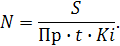 N = S / (Пр · t · Ki).